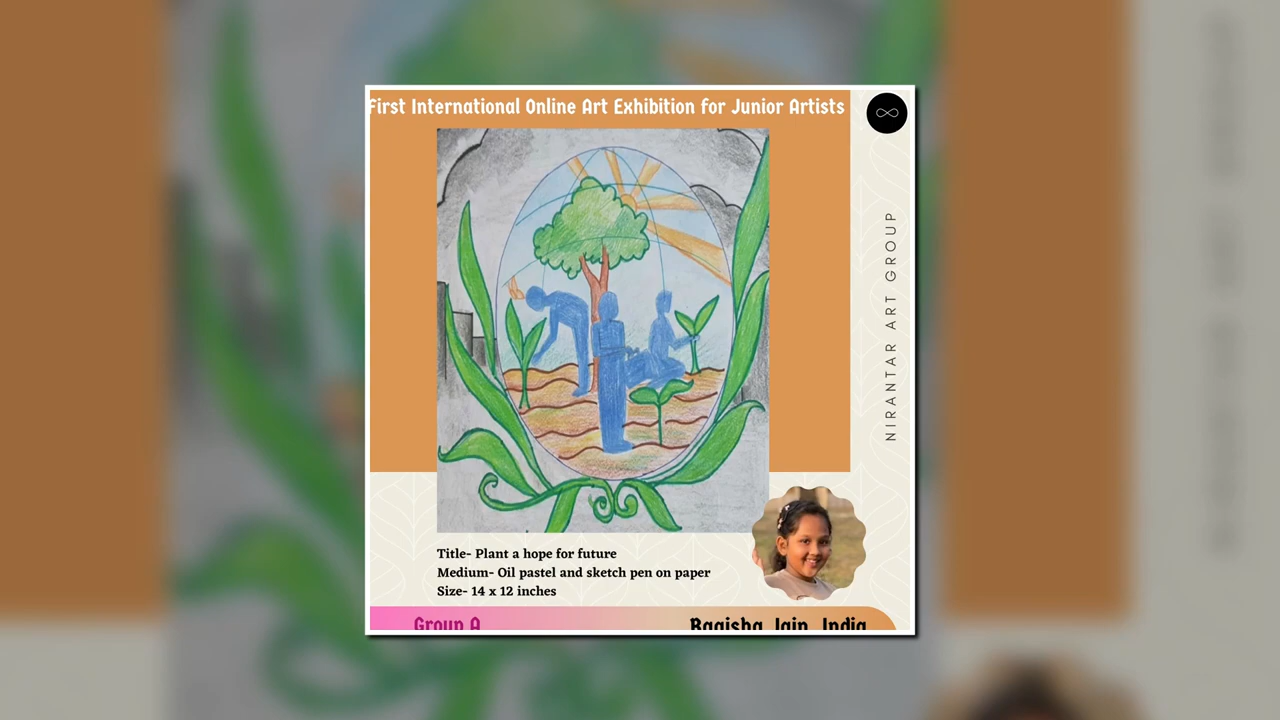 First International Online Art Exhibition for Junior Artists
NIRANTAR ART GROUP
Title- Plant a hope for future
Medium- Oil pastel and sketch pen on paper
Size- 14 x 12 inches
Group A
Bagisha Jain, India